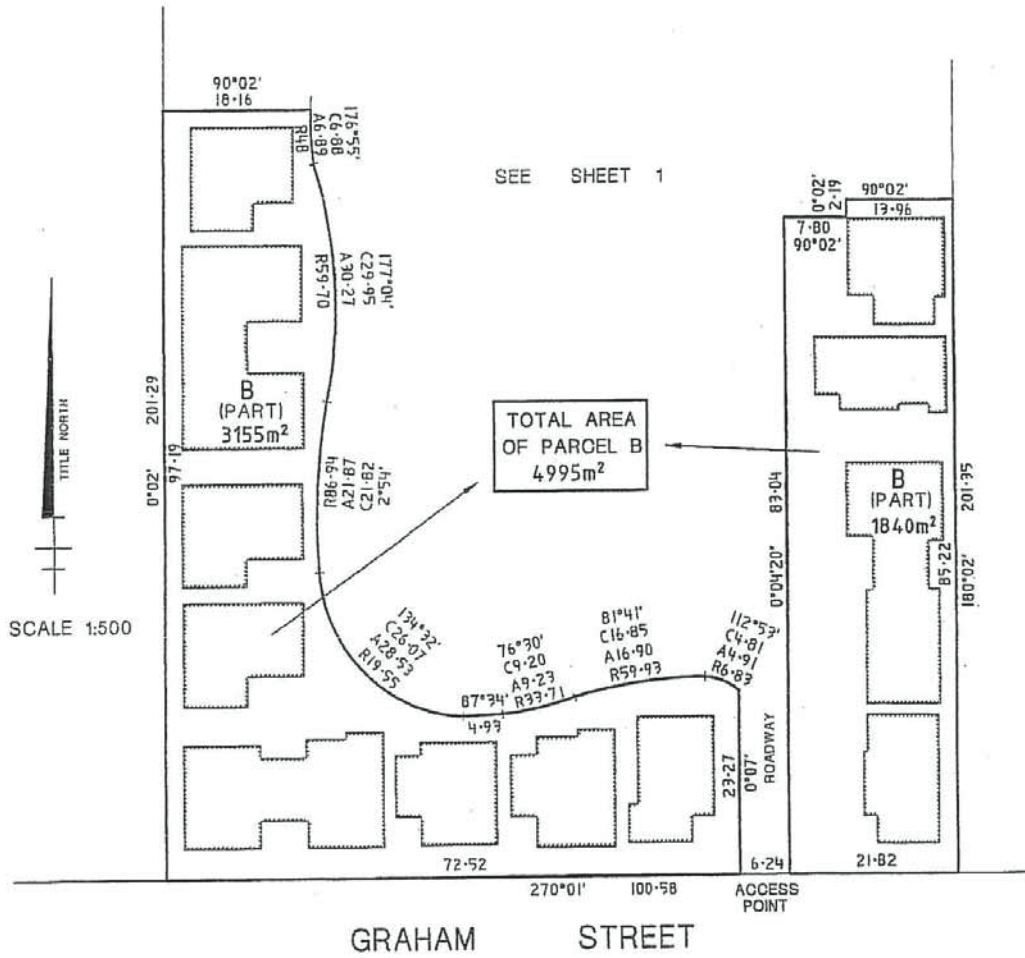 90°02'
18·16
176°55'
C6·88
A6·89
R48
SEE SHEET 1
0°02'
2·19
90°02'
13·96
7·80
90°02'
177°04'
C29·95
A30·27
R59·70
TITLE NORTH
201·29
0°02'
97·19
B
(PART)
3155m²
TOTAL AREA
OF PARCEL B
4995m²
B
(PART)
1840m²
2°54'
C21·82
A21·87
R86·94
83·04
0°04'20"
201·95
85·22
180°02'
SCALE 1:500
134°32'
C26·07
A28·53
R19·55
76°30'
C9·20
A9·23
R33·71
81°41'
C16·85
A16·90
R59·93
112°53'
C4·81
A4·91
R6·83
87°34'
4·93
23·27
0°07'
ROADWAY
72·52
6·24
21·82
270°01' 100·58
ACCESS
POINT
GRAHAM STREET